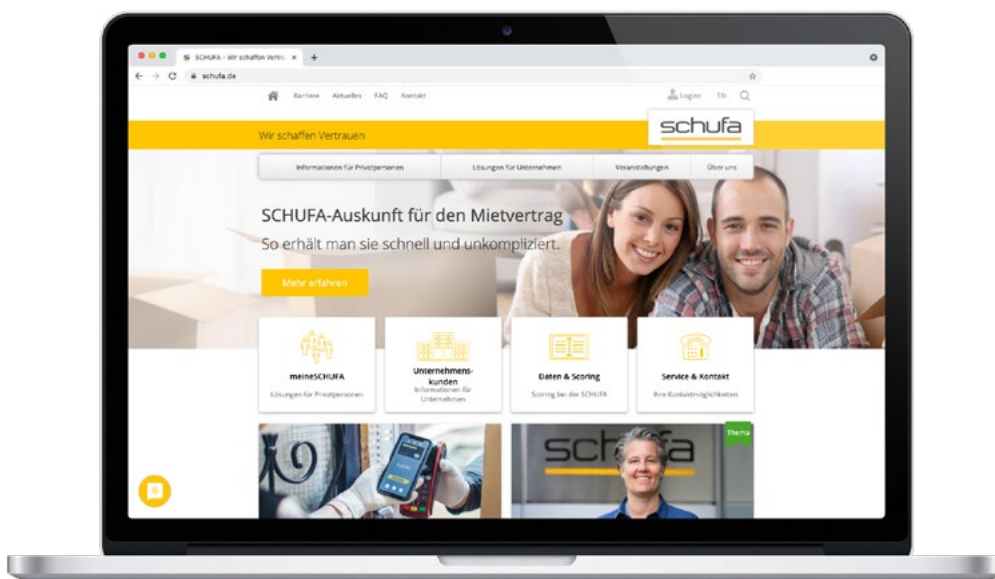 SCHUFA - Wir schaffen Vertru
schufa.de
Karriere Aktuelles FAQ Kontakt
Login EN
schufa
Wir schaffen Vertrauen
Informationen für Privatpersonen Lösungen für Unternehmen Veranstaltungen Über uns
SCHUFA-Auskunft für den Mietvertrag
So erhält man sie schnell und unkompliziert.
Mehr erfahren
meineSCHUFA
Lösungen für Privatpersonen
Unternehmens-
kunden
Informationen für
Unternehmen
Daten & Scoring
Scoring bei der SCHUFA
Service & Kontakt
Ihre Kontaktmöglichkeiten
Thema
schufa